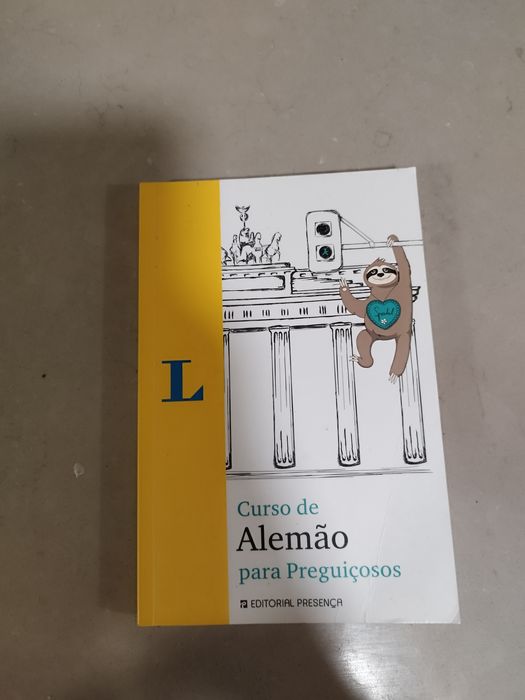 L
Curso de
Alemão
para Preguiçosos
EDITORIAL PRESENÇA